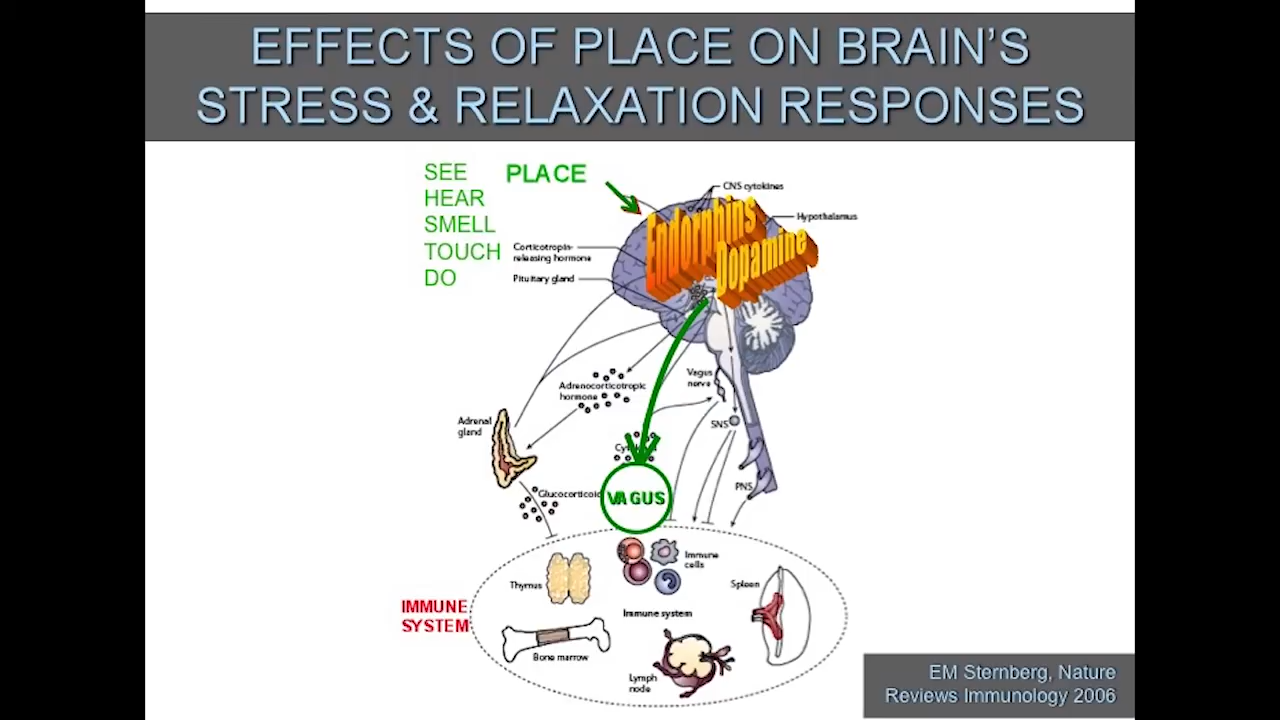 EFFECTS OF PLACE ON BRAIN'S
STRESS & RELAXATION RESPONSES
SEE
HEAR
SMELL
TOUCH
DO
PLACE
CNS cytokines
Hypothalamus
Endorphins
Dopamine
Corticotropin-
releasing hormone
Pituitary gland
Adrenocorticotropic
hormone
Vagus
nerve
Adrenal
gland
SNS
PNS
Glucocorticoid
VAGUS
Immune
cells
Thymus
Spleen
Immune system
IMMUNE
SYSTEM
Bone marrow
Lymph
node
EM Sternberg, Nature
Reviews Immunology 2006